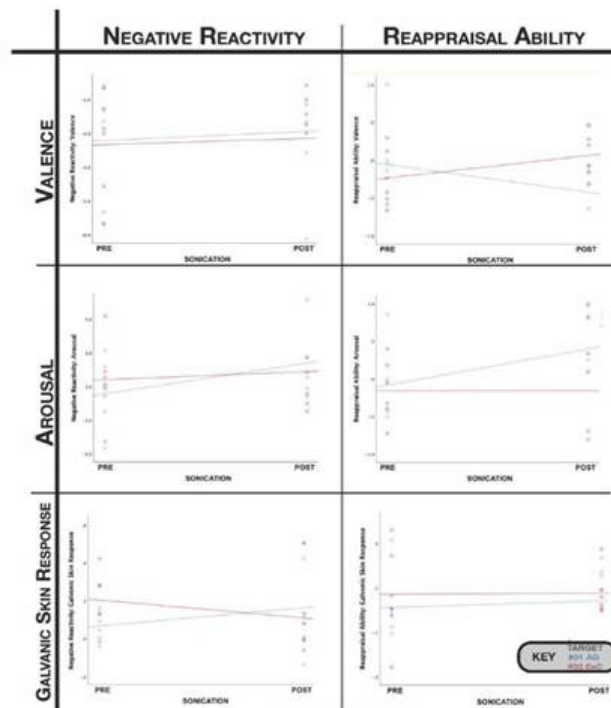 NEGATIVE REACTIVITY
REAPPRAISAL ABILITY
VALENCE
Negative Reactivity: Valence
PRE
POST
SONICATION
Reappraisal Ability: Valence
PRE
POST
SONICATION
AROUSAL
Negative Reactivity: Arousal
PRE
POST
SONICATION
Reappraisal Ability: Arousal
PRE
POST
SONICATION
GALVANIC SKIN RESPONSE
Negative Reactivity: Galvanic Skin Response
PRE
POST
SONICATION
Reappraisal Ability: Galvanic Skin Response
PRE
POST
SONICATION
KEY
TARGET